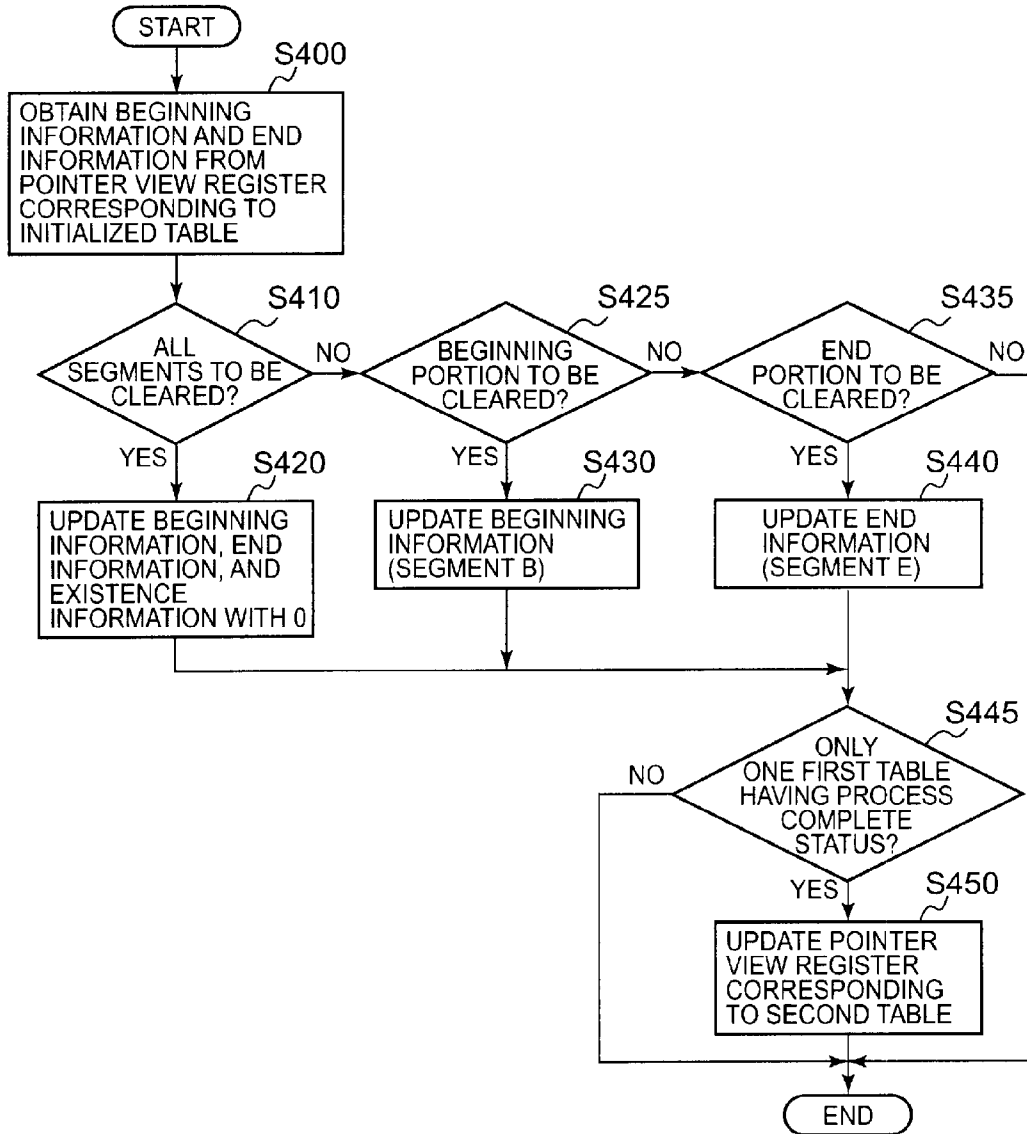 START
S400
OBTAIN BEGINNING
INFORMATION AND END
INFORMATION FROM
POINTER VIEW REGISTER
CORRESPONDING TO
INITIALIZED TABLE
S410
ALL
SEGMENTS TO BE
CLEARED?
NO
YES
S425
BEGINNING
PORTION TO BE
CLEARED?
NO
YES
S435
END
PORTION TO BE
CLEARED?
NO
YES
S420
UPDATE BEGINNING
INFORMATION, END
INFORMATION, AND
EXISTENCE
INFORMATION WITH 0
S430
UPDATE BEGINNING
INFORMATION
(SEGMENT B)
S440
UPDATE END
INFORMATION
(SEGMENT E)
S445
ONLY
ONE FIRST TABLE
HAVING PROCESS
COMPLETE
STATUS?
NO
YES
S450
UPDATE POINTER
VIEW REGISTER
CORRESPONDING
TO SECOND TABLE
END